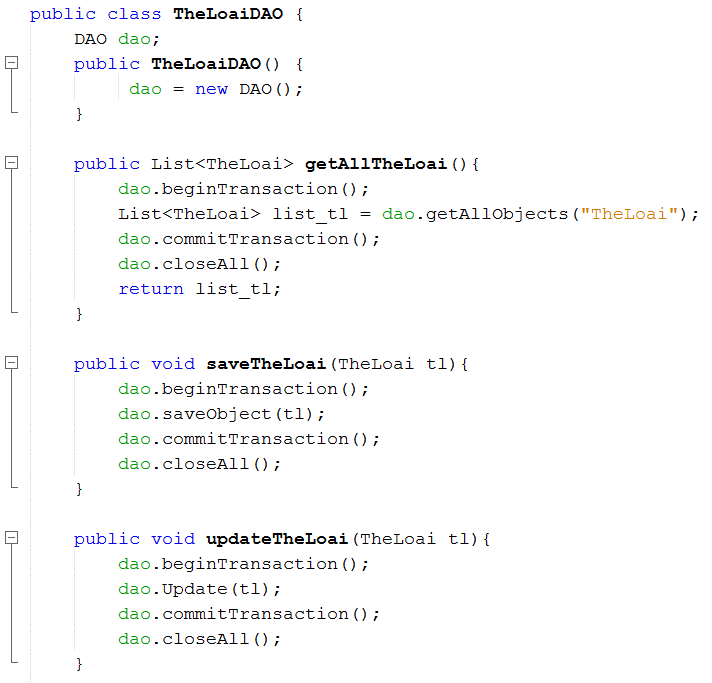 public class TheLoaiDAO {
    DAO dao;
    public TheLoaiDAO() {
         dao = new DAO();
    }

    public List<TheLoai> getAllTheLoai(){
        dao.beginTransaction();
        List<TheLoai> list_tl = dao.getAllObjects("TheLoai");
        dao.commitTransaction();
        dao.closeAll();
        return list_tl;
    }

    public void saveTheLoai(TheLoai tl){
        dao.beginTransaction();
        dao.saveObject(tl);
        dao.commitTransaction();
        dao.closeAll();
    }

    public void updateTheLoai(TheLoai tl){
        dao.beginTransaction();
        dao.Update(tl);
        dao.commitTransaction();
        dao.closeAll();
    }